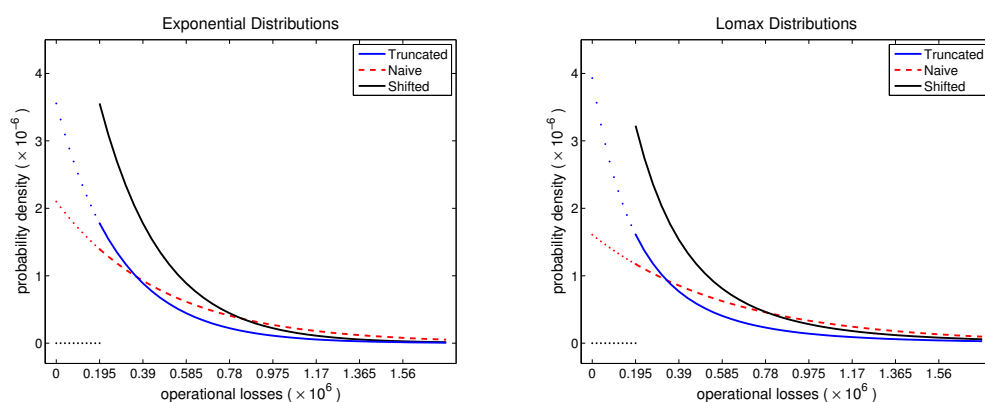 Exponential Distributions
probability density ( × 10⁻⁶)
4
3
2
1
0
Truncated
Naive
Shifted
0 0.195 0.39 0.585 0.78 0.975 1.17 1.365 1.56
operational losses ( × 10⁶)
Lomax Distributions
probability density ( × 10⁻⁶)
4
3
2
1
0
Truncated
Naive
Shifted
0 0.195 0.39 0.585 0.78 0.975 1.17 1.365 1.56
operational losses ( × 10⁶)